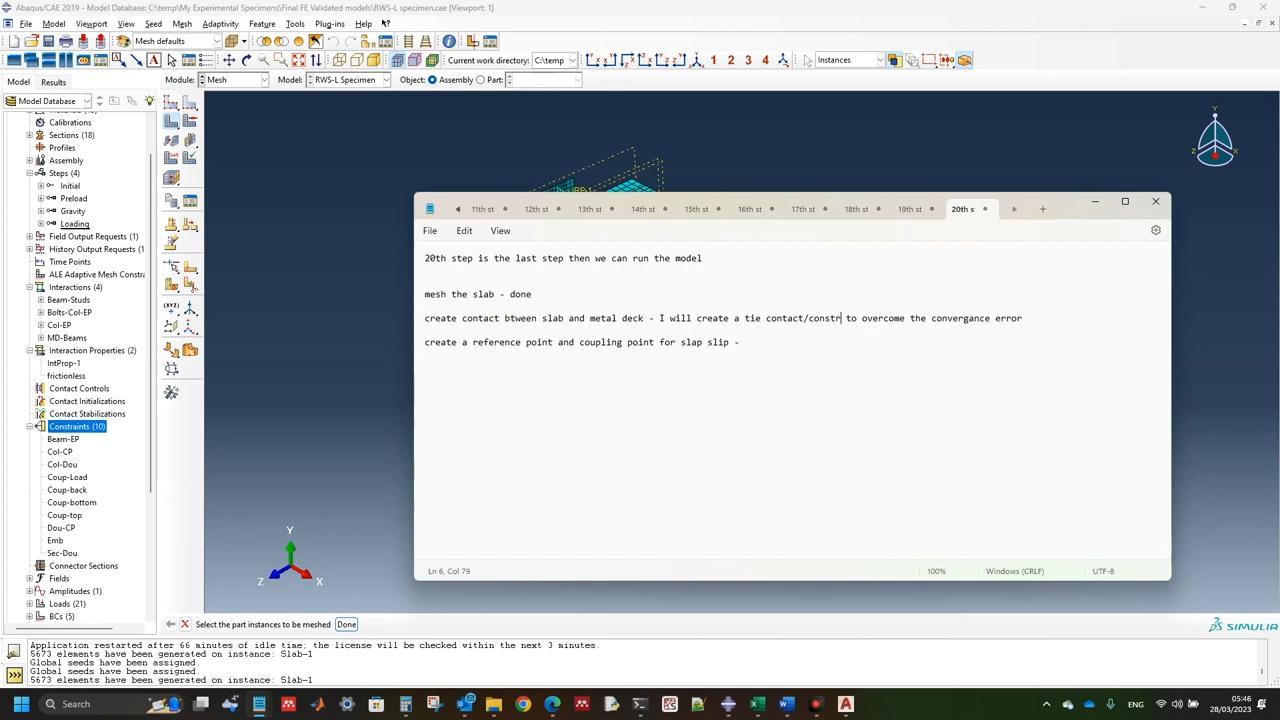 Abaqus/CAE 2019 - Model Database: C:\temp\My Experimental Specimens\Final FE Validated models\RWS-L specimen.cae [Viewport: 1]
File Model Viewport View Seed Mesh Adaptivity Feature Tools Plug-ins Help
Mesh defaults
Current work directory: C:\temp
1 2 3 4
Instances
Model Results
Module: Mesh Model: RWS-L Specimen Object: Assembly Part:
Model Database
Calibrations
Sections (18)
Profiles
Assembly
Steps (4)
Initial
Preload
Gravity
Loading
Field Output Requests (1)
History Output Requests (1
Time Points
ALE Adaptive Mesh Constra
Interactions (4)
Beam-Studs
Bolts-Col-EP
Col-EP
MD-Beams
Interaction Properties (2)
IntProp-1
frictionless
Contact Controls
Contact Initializations
Contact Stabilizations
Constraints (10)
Beam-EP
Col-CP
Col-Dou
Coup-Load
Coup-back
Coup-bottom
Coup-top
Dou-CP
Emb
Sec-Dou
Connector Sections
Fields
Amplitudes (1)
Loads (21)
BCs (5)
Y
Z X
11th st 12th st 13th st 14th st 15th st 16th st 17th st 18th st 19th st 20th s
File Edit View
20th step is the last step then we can run the model
mesh the slab - done
create contact btween slab and metal deck - I will create a tie contact/constr to overcome the convergance error
create a reference point and coupling point for slap slip -
Ln 6, Col 79 100% Windows (CRLF) UTF-8
Y
Z X
Select the part instances to be meshed Done
SIMULIA
Application restarted after 66 minutes of idle time; the license will be checked within the next 3 minutes.
5673 elements have been generated on instance: Slab-1
Global seeds have been assigned.
Global seeds have been assigned.
5673 elements have been generated on instance: Slab-1
Search
05:46
28/03/2023